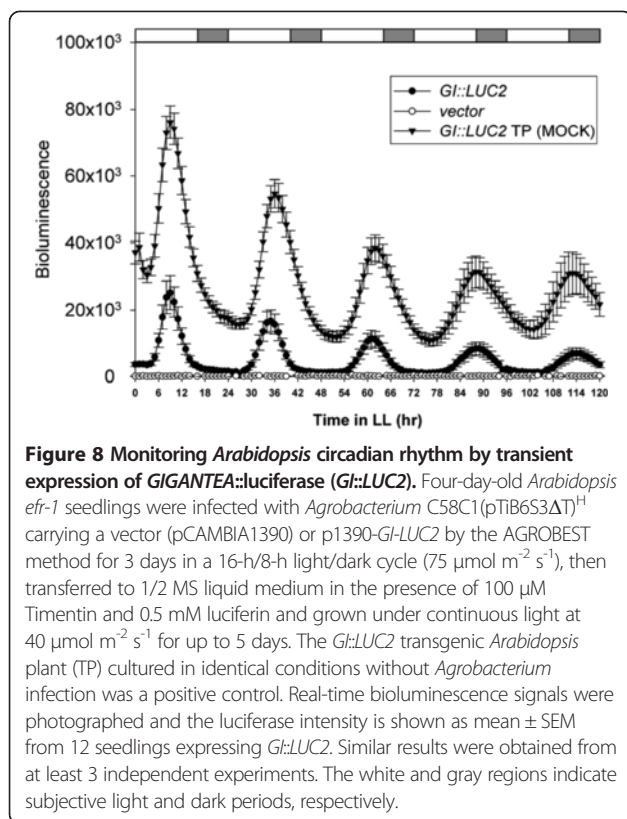 100x10³
80x10³
60x10³
40x10³
20x10³
0
Bioluminescence
GI::LUC2
vector
GI::LUC2 TP (MOCK)
0 6 12 18 24 30 36 42 48 54 60 66 72 78 84 90 96 102 108 114 120
Time in LL (hr)
Figure 8 Monitoring Arabidopsis circadian rhythm by transient
expression of GIGANTEA::luciferase (GI::LUC2). Four-day-old Arabidopsis
efr-1 seedlings were infected with Agrobacterium C58C1(pTiB6S3ΔT)ᴴ
carrying a vector (pCAMBIA1390) or p1390-GI-LUC2 by the AGROBEST
method for 3 days in a 16-h/8-h light/dark cycle (75 μmol m⁻² s⁻¹), then
transferred to 1/2 MS liquid medium in the presence of 100 μM
Timentin and 0.5 mM luciferin and grown under continuous light at
40 μmol m⁻² s⁻¹ for up to 5 days. The GI::LUC2 transgenic Arabidopsis
plant (TP) cultured in identical conditions without Agrobacterium
infection was a positive control. Real-time bioluminescence signals were
photographed and the luciferase intensity is shown as mean ± SEM
from 12 seedlings expressing GI::LUC2. Similar results were obtained from
at least 3 independent experiments. The white and gray regions indicate
subjective light and dark periods, respectively.